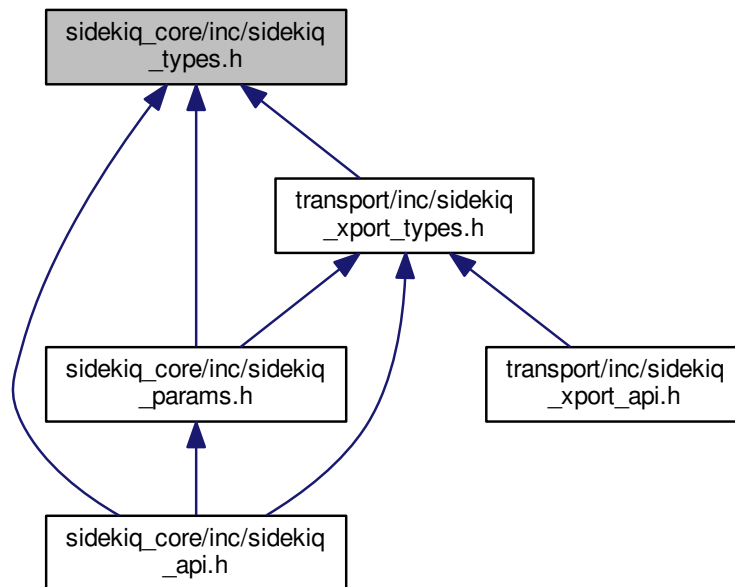 sidekiq_core/inc/sidekiq
_types.h
transport/inc/sidekiq
_xport_types.h
sidekiq_core/inc/sidekiq
_params.h
transport/inc/sidekiq
_xport_api.h
sidekiq_core/inc/sidekiq
_api.h